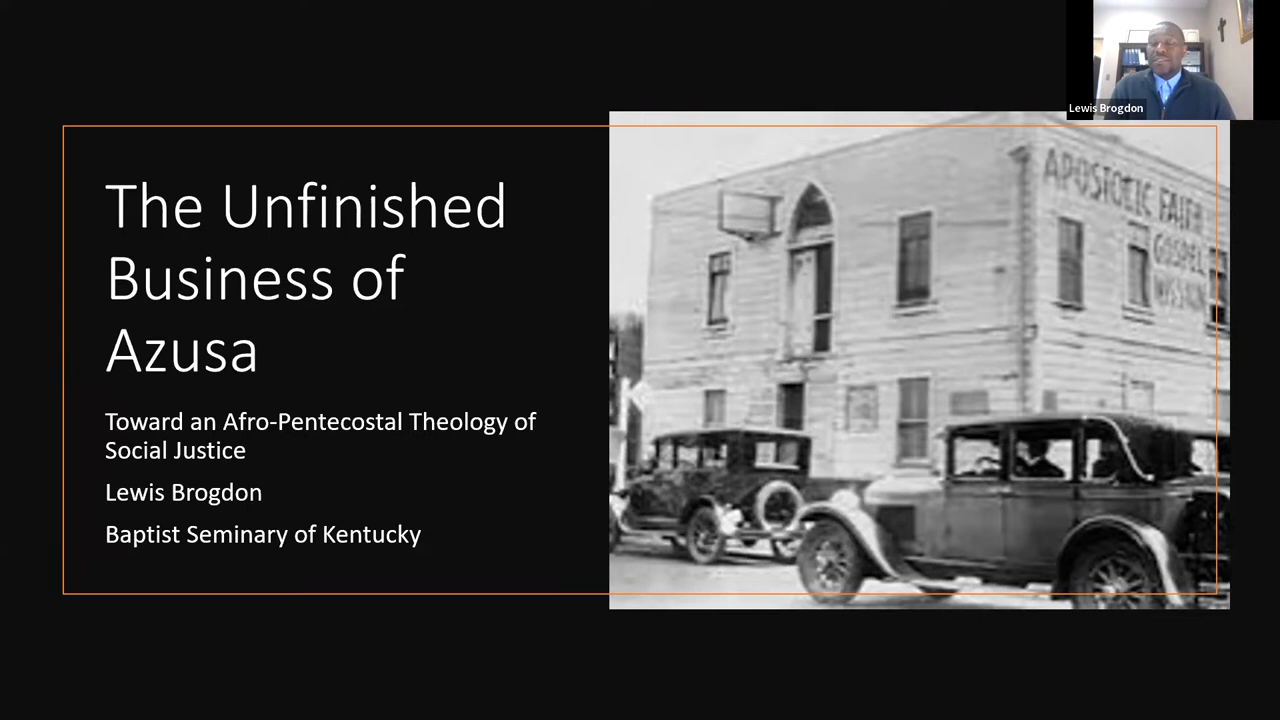 Lewis Brogdon
The Unfinished
Business of
Azusa
Toward an Afro-Pentecostal Theology of
Social Justice
Lewis Brogdon
Baptist Seminary of Kentucky
APOSTOLIC FAITH
GOSPEL
MISSION